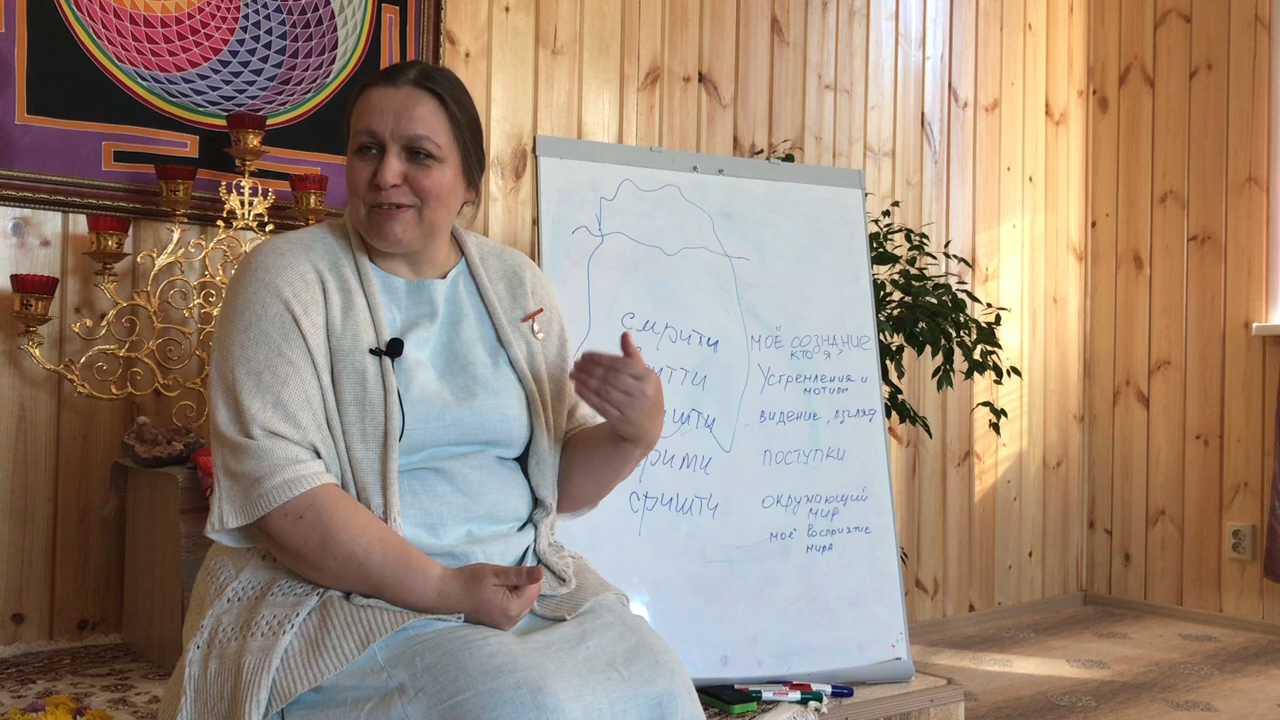 смрити МОЁ СОЗНАНИЕ
КТО Я?
Устремления и
мотивы
видение, взгляд
поступки
сришти окружающий
мир
моё восприятие
мира